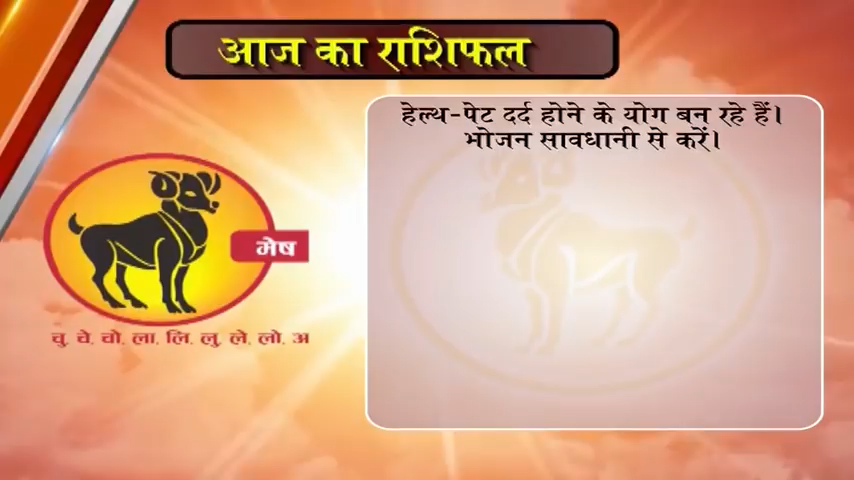 आज का राशिफल
हेल्थ-पेट दर्द होने के योग बन रहे हैं।
भोजन सावधानी से करें।
मेष
चु, चे, चो, ला, लि, लु, ले, लो, अ